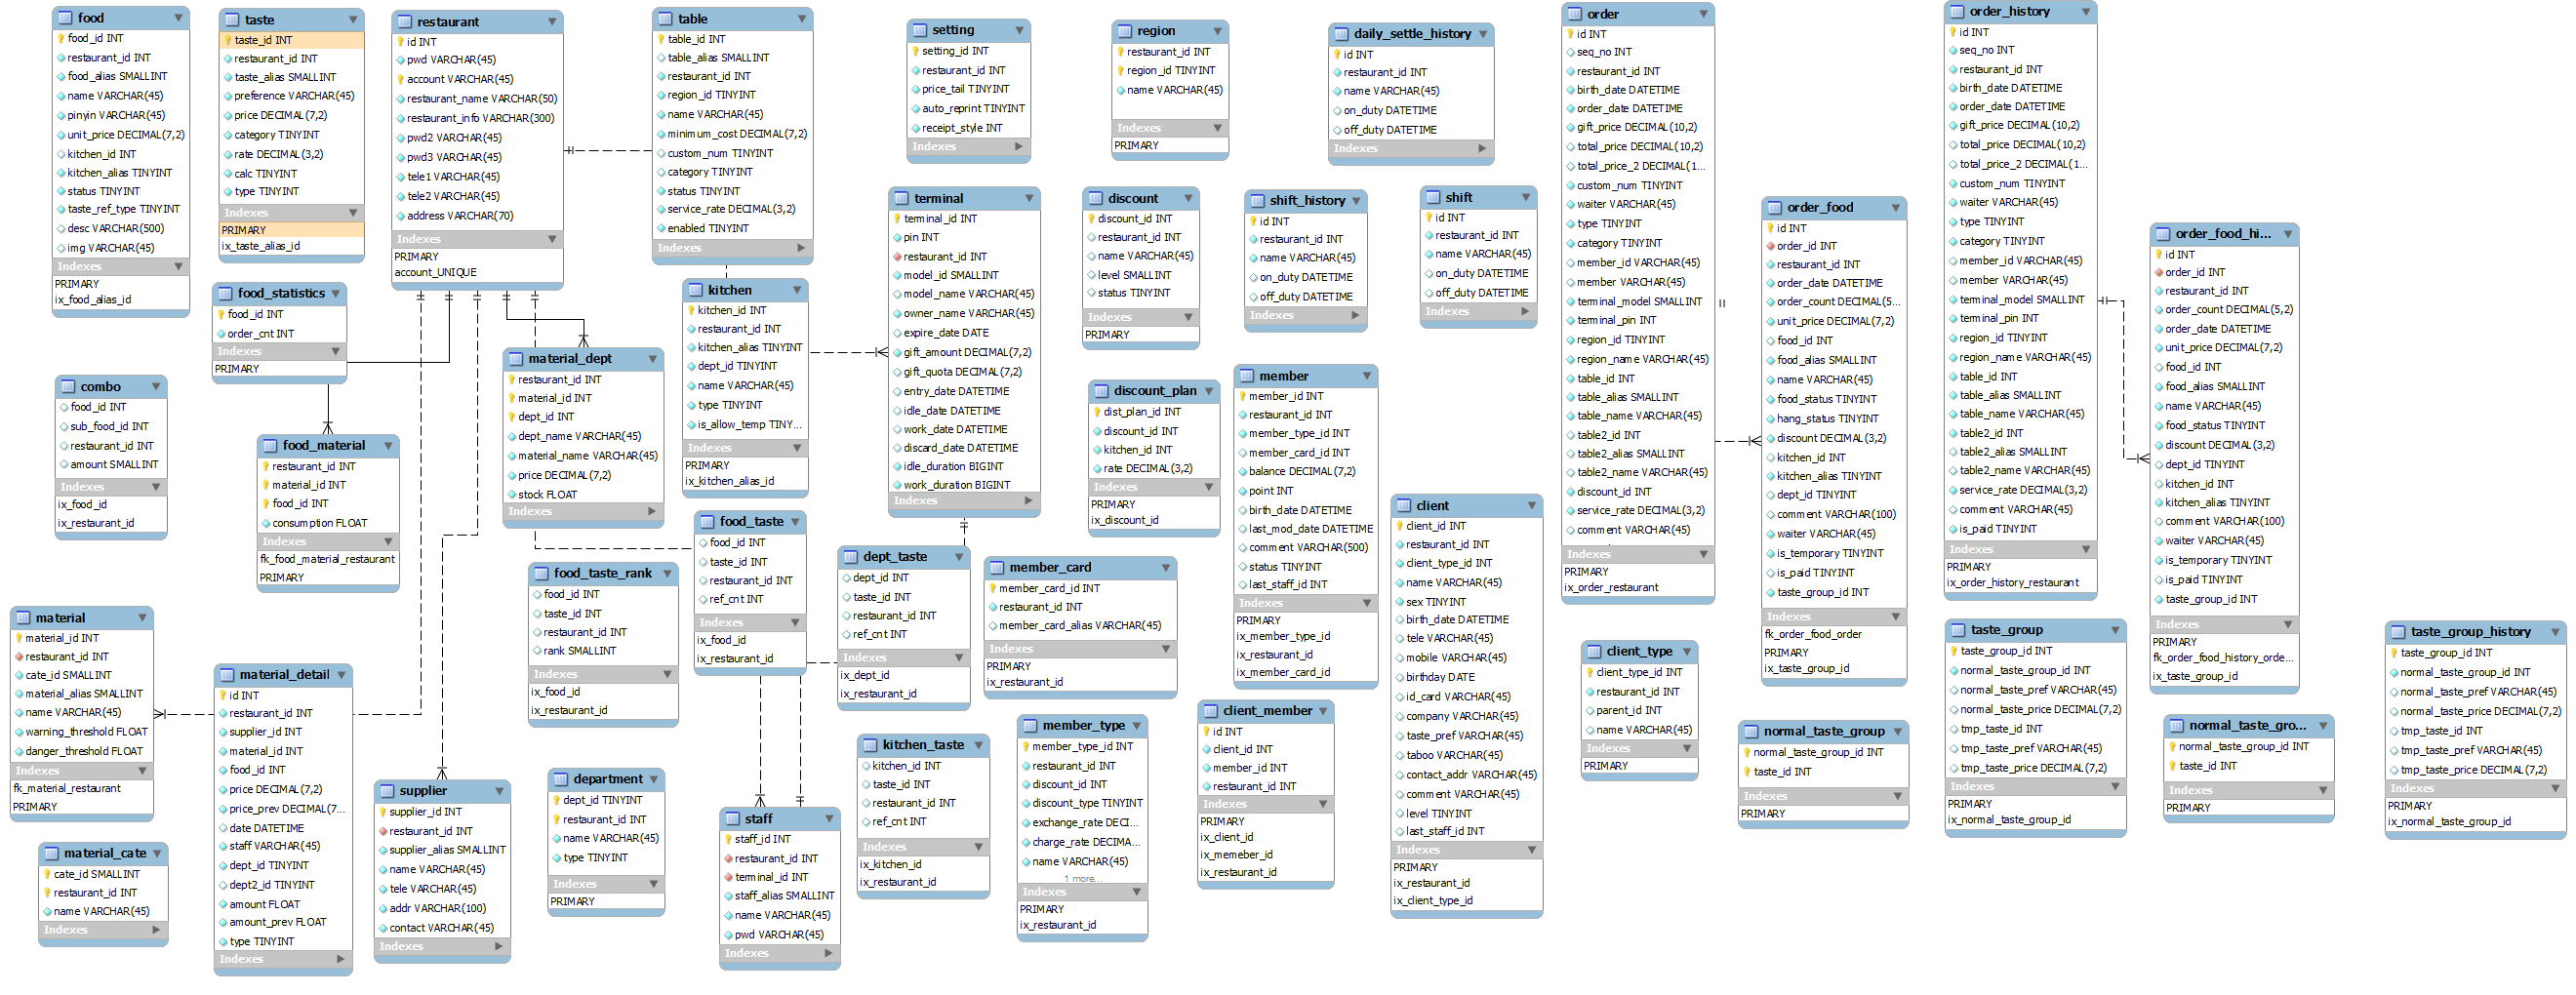 food
food_id INT
restaurant_id INT
food_alias SMALLINT
name VARCHAR(45)
pinyin VARCHAR(45)
unit_price DECIMAL(7,2)
kitchen_id INT
kitchen_alias TINYINT
status TINYINT
taste_ref_type TINYINT
desc VARCHAR(500)
img VARCHAR(45)
Indexes
PRIMARY
ix_food_alias_id
taste
taste_id INT
restaurant_id INT
taste_alias SMALLINT
preference VARCHAR(45)
price DECIMAL(7,2)
category TINYINT
rate DECIMAL(3,2)
calc TINYINT
type TINYINT
Indexes
PRIMARY
ix_taste_alias_id
restaurant
id INT
pwd VARCHAR(45)
account VARCHAR(45)
restaurant_name VARCHAR(50)
restaurant_info VARCHAR(300)
pwd2 VARCHAR(45)
pwd3 VARCHAR(45)
tele1 VARCHAR(45)
tele2 VARCHAR(45)
address VARCHAR(70)
Indexes
PRIMARY
account_UNIQUE
table
table_id INT
table_alias SMALLINT
restaurant_id INT
region_id TINYINT
name VARCHAR(45)
minimum_cost DECIMAL(7,2)
custom_num TINYINT
category TINYINT
status TINYINT
service_rate DECIMAL(3,2)
enabled TINYINT
Indexes
setting
setting_id INT
restaurant_id INT
price_tail TINYINT
auto_reprint TINYINT
receipt_style INT
Indexes
region
restaurant_id INT
region_id TINYINT
name VARCHAR(45)
Indexes
PRIMARY
daily_settle_history
id INT
restaurant_id INT
name VARCHAR(45)
on_duty DATETIME
off_duty DATETIME
Indexes
order
id INT
seq_no INT
restaurant_id INT
birth_date DATETIME
order_date DATETIME
gift_price DECIMAL(10,2)
total_price DECIMAL(10,2)
total_price_2 DECIMAL(1...
custom_num TINYINT
waiter VARCHAR(45)
type TINYINT
category TINYINT
member_id VARCHAR(45)
member VARCHAR(45)
terminal_model SMALLINT
terminal_pin INT
region_id TINYINT
region_name VARCHAR(45)
table_id INT
table_alias SMALLINT
table_name VARCHAR(45)
table2_id INT
table2_alias SMALLINT
table2_name VARCHAR(45)
discount_id INT
service_rate DECIMAL(3,2)
comment VARCHAR(45)
Indexes
PRIMARY
ix_order_restaurant
order_history
id INT
seq_no INT
restaurant_id INT
birth_date DATETIME
order_date DATETIME
gift_price DECIMAL(10,2)
total_price DECIMAL(10,2)
total_price_2 DECIMAL(1...
custom_num TINYINT
waiter VARCHAR(45)
type TINYINT
category TINYINT
member_id VARCHAR(45)
member VARCHAR(45)
terminal_model SMALLINT
terminal_pin INT
region_id TINYINT
region_name VARCHAR(45)
table_id INT
table_alias SMALLINT
table_name VARCHAR(45)
table2_id INT
table2_alias SMALLINT
table2_name VARCHAR(45)
service_rate DECIMAL(3,2)
comment VARCHAR(45)
is_paid TINYINT
Indexes
PRIMARY
ix_order_history_restaurant
terminal
terminal_id INT
pin INT
restaurant_id INT
model_id SMALLINT
model_name VARCHAR(45)
owner_name VARCHAR(45)
expire_date DATE
gift_amount DECIMAL(7,2)
gift_quota DECIMAL(7,2)
entry_date DATETIME
idle_date DATETIME
work_date DATETIME
discard_date DATETIME
idle_duration BIGINT
work_duration BIGINT
Indexes
discount
discount_id INT
restaurant_id INT
name VARCHAR(45)
level SMALLINT
status TINYINT
Indexes
PRIMARY
shift_history
id INT
restaurant_id INT
name VARCHAR(45)
on_duty DATETIME
off_duty DATETIME
Indexes
shift
id INT
restaurant_id INT
name VARCHAR(45)
on_duty DATETIME
off_duty DATETIME
Indexes
order_food
id INT
order_id INT
restaurant_id INT
order_date DATETIME
order_count DECIMAL(5...
unit_price DECIMAL(7,2)
food_id INT
food_alias SMALLINT
name VARCHAR(45)
food_status TINYINT
hang_status TINYINT
discount DECIMAL(3,2)
kitchen_id INT
kitchen_alias TINYINT
dept_id TINYINT
comment VARCHAR(100)
waiter VARCHAR(45)
is_temporary TINYINT
is_paid TINYINT
taste_group_id INT
Indexes
fk_order_food_order
PRIMARY
ix_taste_group_id
order_food_hi...
id INT
order_id INT
restaurant_id INT
order_count DECIMAL(5,2)
order_date DATETIME
unit_price DECIMAL(7,2)
food_id INT
food_alias SMALLINT
name VARCHAR(45)
food_status TINYINT
discount DECIMAL(3,2)
dept_id TINYINT
kitchen_id INT
kitchen_alias TINYINT
comment VARCHAR(100)
waiter VARCHAR(45)
is_temporary TINYINT
is_paid TINYINT
taste_group_id INT
Indexes
PRIMARY
fk_order_food_history_orde...
ix_taste_group_id
food_statistics
food_id INT
order_cnt INT
Indexes
PRIMARY
kitchen
kitchen_id INT
restaurant_id INT
kitchen_alias TINYINT
dept_id TINYINT
name VARCHAR(45)
type TINYINT
is_allow_temp TINY...
Indexes
PRIMARY
ix_kitchen_alias_id
material_dept
restaurant_id INT
material_id INT
dept_id INT
dept_name VARCHAR(45)
material_name VARCHAR(45)
price DECIMAL(7,2)
stock FLOAT
Indexes
combo
food_id INT
sub_food_id INT
restaurant_id INT
amount SMALLINT
Indexes
ix_food_id
ix_restaurant_id
food_material
restaurant_id INT
material_id INT
food_id INT
consumption FLOAT
Indexes
fk_food_material_restaurant
PRIMARY
discount_plan
dist_plan_id INT
discount_id INT
kitchen_id INT
rate DECIMAL(3,2)
Indexes
PRIMARY
ix_discount_id
member
member_id INT
restaurant_id INT
member_type_id INT
member_card_id INT
balance DECIMAL(7,2)
point INT
birth_date DATETIME
last_mod_date DATETIME
comment VARCHAR(500)
status TINYINT
last_staff_id INT
Indexes
PRIMARY
ix_member_type_id
ix_restaurant_id
ix_member_card_id
client
client_id INT
restaurant_id INT
client_type_id INT
name VARCHAR(45)
sex TINYINT
birth_date DATETIME
tele VARCHAR(45)
mobile VARCHAR(45)
birthday DATE
id_card VARCHAR(45)
company VARCHAR(45)
taste_pref VARCHAR(45)
taboo VARCHAR(45)
contact_addr VARCHAR(45)
comment VARCHAR(45)
level TINYINT
last_staff_id INT
Indexes
PRIMARY
ix_restaurant_id
ix_client_type_id
food_taste
food_id INT
taste_id INT
restaurant_id INT
ref_cnt INT
Indexes
ix_food_id
ix_restaurant_id
dept_taste
dept_id INT
taste_id INT
restaurant_id INT
ref_cnt INT
Indexes
ix_dept_id
ix_restaurant_id
member_card
member_card_id INT
restaurant_id INT
member_card_alias VARCHAR(45)
Indexes
PRIMARY
ix_restaurant_id
food_taste_rank
food_id INT
taste_id INT
restaurant_id INT
rank SMALLINT
Indexes
ix_food_id
ix_restaurant_id
material
material_id INT
restaurant_id INT
cate_id SMALLINT
material_alias SMALLINT
name VARCHAR(45)
warning_threshold FLOAT
danger_threshold FLOAT
Indexes
fk_material_restaurant
PRIMARY
material_detail
id INT
restaurant_id INT
supplier_id INT
material_id INT
food_id INT
price DECIMAL(7,2)
price_prev DECIMAL(7...
date DATETIME
staff VARCHAR(45)
dept_id TINYINT
dept2_id TINYINT
amount FLOAT
amount_prev FLOAT
type TINYINT
Indexes
client_type
client_type_id INT
restaurant_id INT
parent_id INT
name VARCHAR(45)
Indexes
PRIMARY
taste_group
taste_group_id INT
normal_taste_group_id INT
normal_taste_pref VARCHAR(45)
normal_taste_price DECIMAL(7,2)
tmp_taste_id INT
tmp_taste_pref VARCHAR(45)
tmp_taste_price DECIMAL(7,2)
Indexes
PRIMARY
ix_normal_taste_group_id
taste_group_history
taste_group_id INT
normal_taste_group_id INT
normal_taste_pref VARCHAR(45)
normal_taste_price DECIMAL(7,2)
tmp_taste_id INT
tmp_taste_pref VARCHAR(45)
tmp_taste_price DECIMAL(7,2)
Indexes
PRIMARY
ix_normal_taste_group_id
client_member
id INT
client_id INT
member_id INT
restaurant_id INT
Indexes
PRIMARY
ix_client_id
ix_memeber_id
ix_restaurant_id
member_type
member_type_id INT
restaurant_id INT
discount_id INT
discount_type TINYINT
exchange_rate DECI...
charge_rate DECIMA...
name VARCHAR(45)
1 more...
Indexes
PRIMARY
ix_restaurant_id
normal_taste_group
normal_taste_group_id INT
taste_id INT
Indexes
PRIMARY
normal_taste_gro...
normal_taste_group_id INT
taste_id INT
Indexes
PRIMARY
kitchen_taste
kitchen_id INT
taste_id INT
restaurant_id INT
ref_cnt INT
Indexes
ix_kitchen_id
ix_restaurant_id
department
dept_id TINYINT
restaurant_id INT
name VARCHAR(45)
type TINYINT
Indexes
PRIMARY
supplier
supplier_id INT
restaurant_id INT
supplier_alias SMALLINT
name VARCHAR(45)
tele VARCHAR(45)
addr VARCHAR(100)
contact VARCHAR(45)
Indexes
staff
staff_id INT
restaurant_id INT
terminal_id INT
staff_alias SMALLINT
name VARCHAR(45)
pwd VARCHAR(45)
Indexes
material_cate
cate_id SMALLINT
restaurant_id INT
name VARCHAR(45)
Indexes